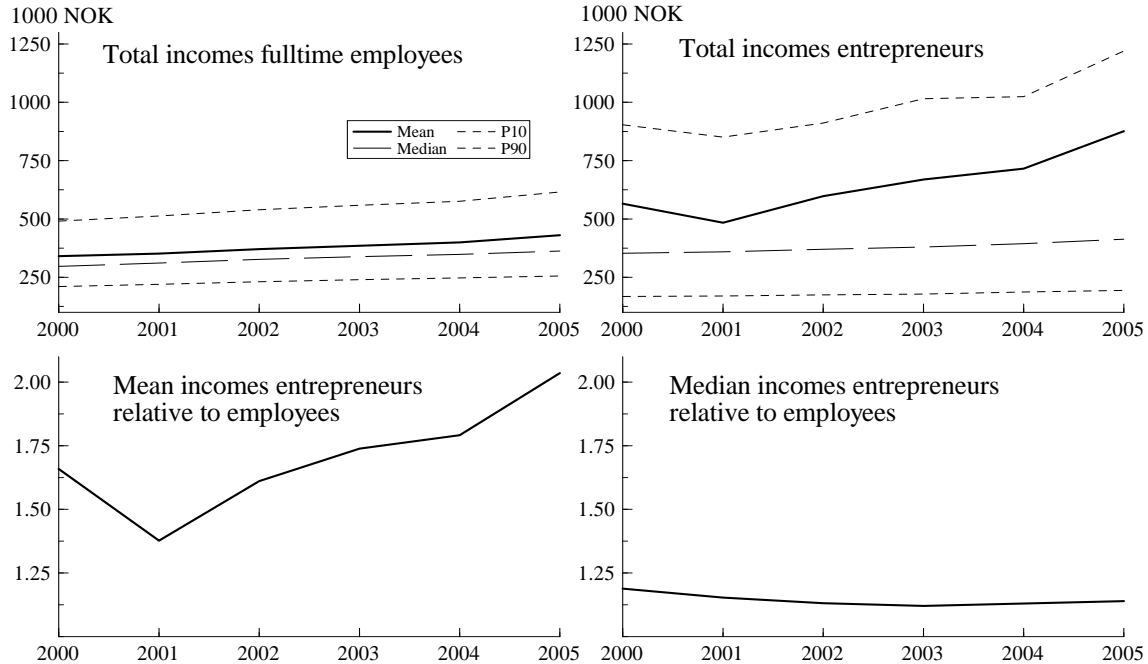 1000 NOK
Total incomes fulltime employees
1250
1000
750
500
250
Mean
P10
Median
P90
2000 2001 2002 2003 2004 2005
1000 NOK
Total incomes entrepreneurs
1250
1000
750
500
250
2000 2001 2002 2003 2004 2005
Mean incomes entrepreneurs
relative to employees
2.00
1.75
1.50
1.25
2000 2001 2002 2003 2004 2005
Median incomes entrepreneurs
relative to employees
2.00
1.75
1.50
1.25
2000 2001 2002 2003 2004 2005